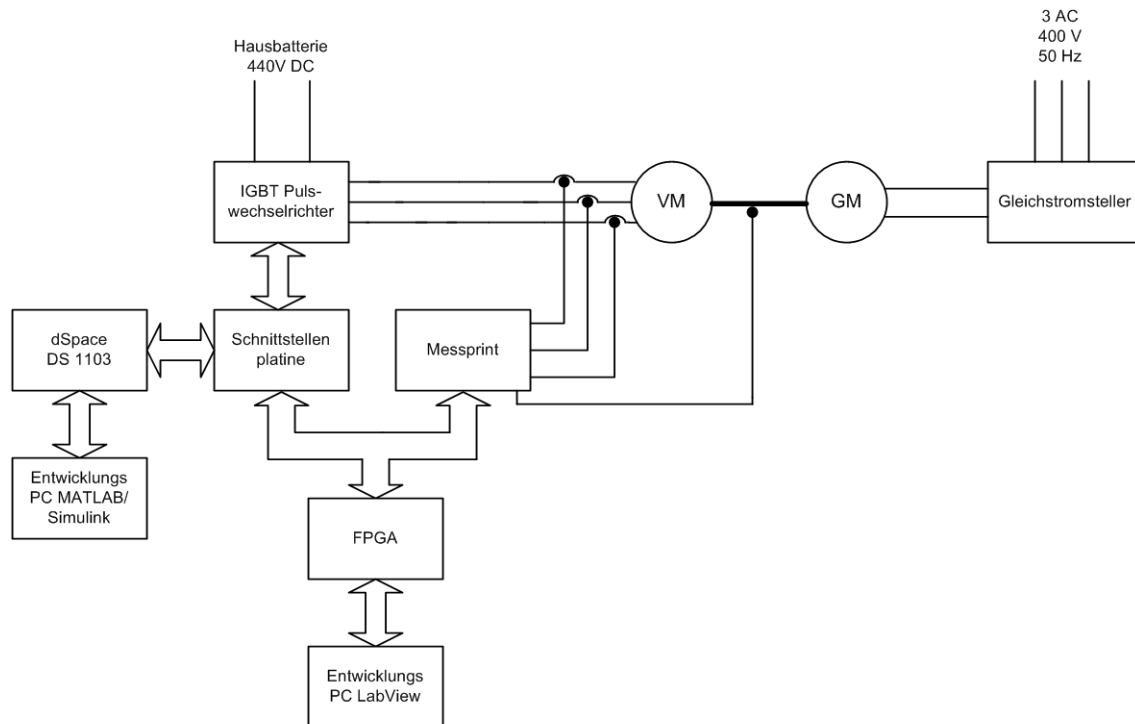 Hausbatterie
440V DC
3 AC
400 V
50 Hz
IGBT Puls-
wechselrichter
VM
GM
Gleichstromsteller
dSpace
DS 1103
Schnittstellen
platine
Messprint
Entwicklungs
PC MATLAB/
Simulink
FPGA
Entwicklungs
PC LabView